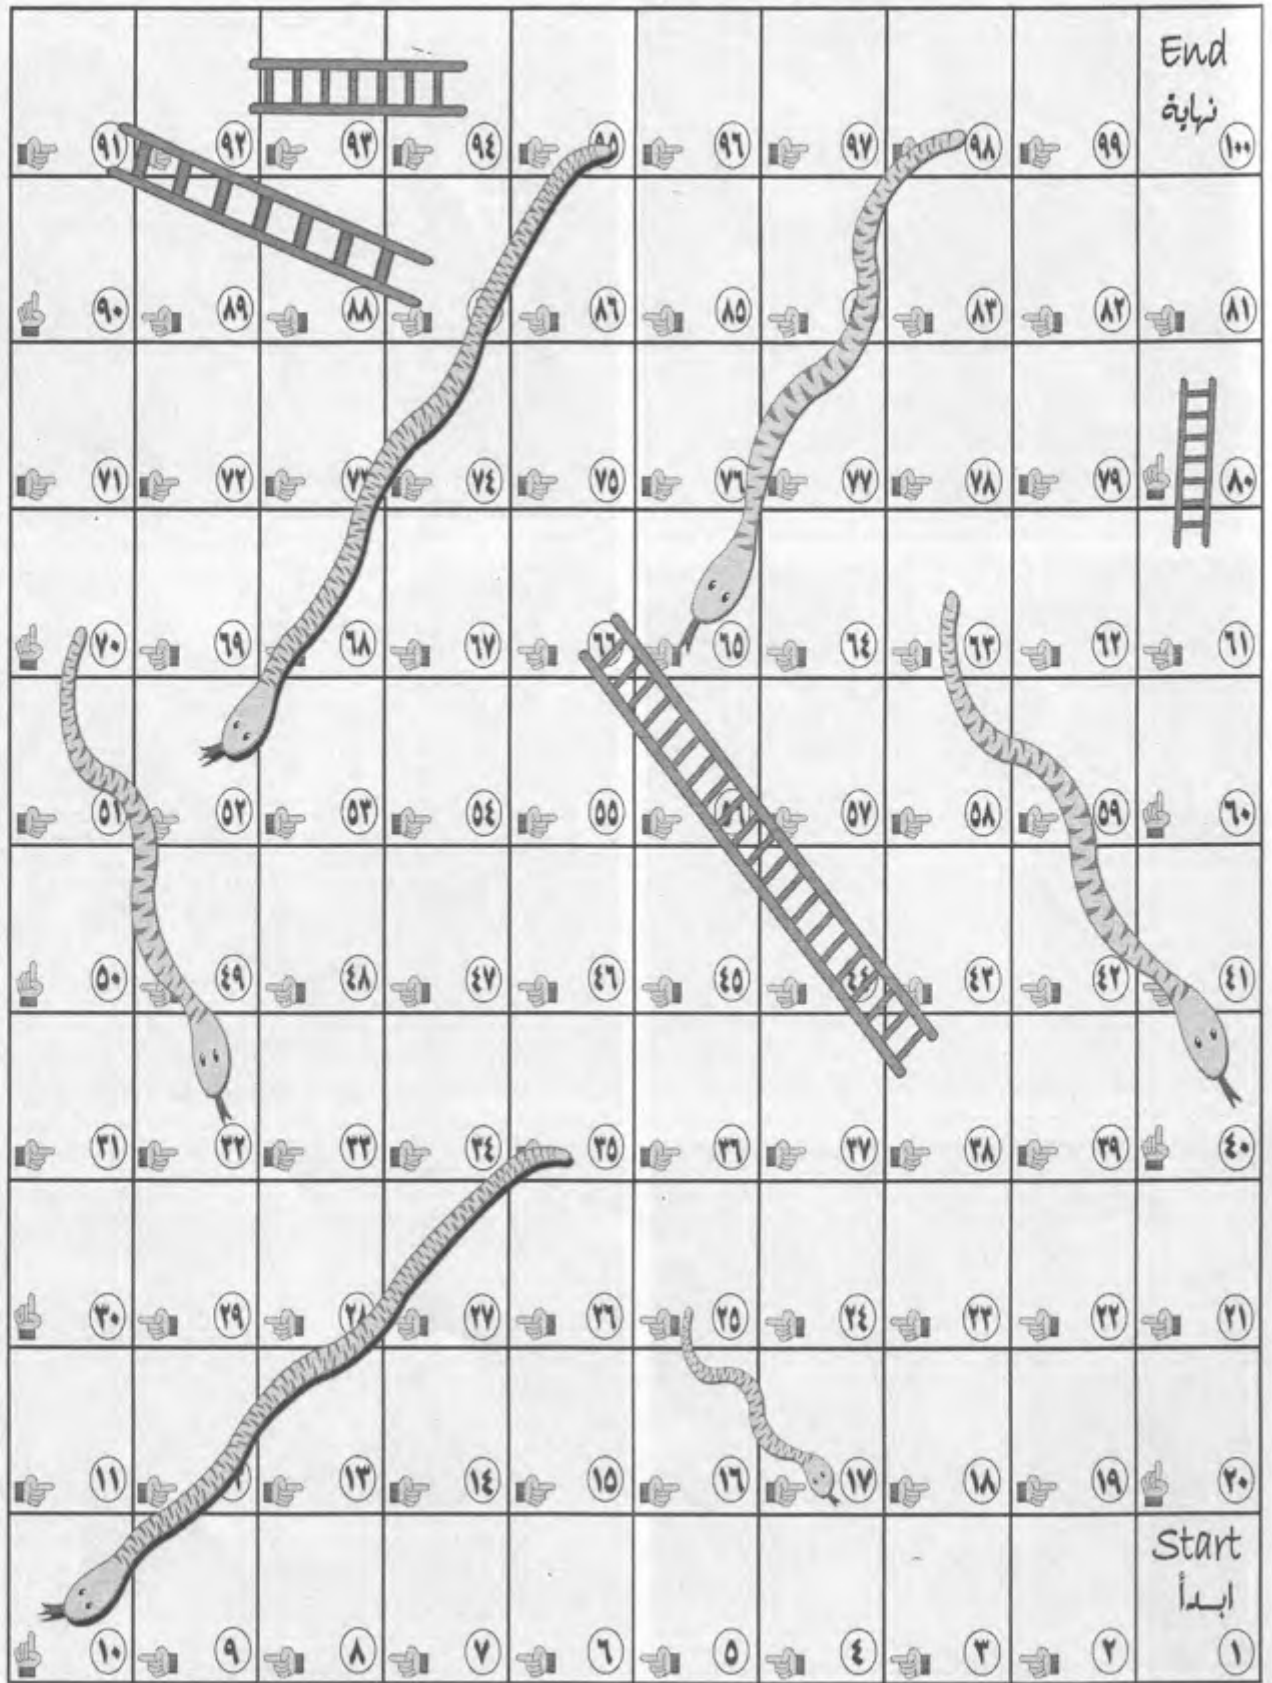 End
نهاية
٩١ ٩٢ ٩٣ ٩٤ ٩٥ ٩٦ ٩٧ ٩٨ ٩٩ ١٠٠
٩٠ ٨٩ ٨٨ ٨٦ ٨٥ ٨٣ ٨٢ ٨١
٧١ ٧٢ ٧٣ ٧٤ ٧٥ ٧٦ ٧٧ ٧٨ ٧٩ ٨٠
٧٠ ٦٩ ٦٨ ٦٧ ٦٦ ٦٥ ٦٤ ٦٣ ٦٢ ٦١
٥١ ٥٢ ٥٣ ٥٤ ٥٥ ٥٧ ٥٨ ٥٩ ٦٠
٥٠ ٤٩ ٤٨ ٤٧ ٤٦ ٤٥ ٤٤ ٤٣ ٤٢ ٤١
٣١ ٣٢ ٣٣ ٣٤ ٣٥ ٣٦ ٣٧ ٣٨ ٣٩ ٤٠
٣٠ ٢٩ ٢٨ ٢٧ ٢٦ ٢٥ ٢٤ ٢٣ ٢٢ ٢١
١١ ١٣ ١٤ ١٥ ١٦ ١٧ ١٨ ١٩ ٢٠
Start
ابدأ
١٠ ٩ ٨ ٧ ٦ ٥ ٤ ٣ ٢ ١